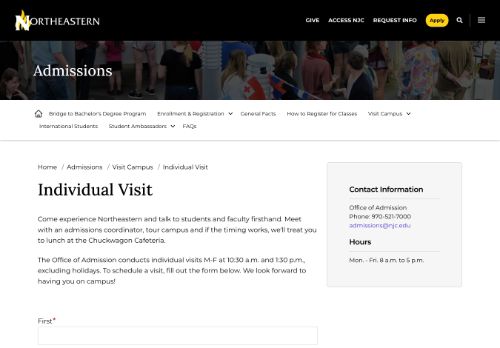 NORTHEASTERN
GIVE ACCESS NJC REQUEST INFO Apply
Admissions
Bridge to Bachelor's Degree Program Enrollment & Registration General Facts How to Register for Classes Visit Campus
International Students Student Ambassadors FAQs
Home / Admissions / Visit Campus / Individual Visit
Individual Visit
Come experience Northeastern and talk to students and faculty firsthand. Meet
with an admissions coordinator, tour campus and if the timing works, we'll treat you
to lunch at the Chuckwagon Cafeteria.
The Office of Admission conducts individual visits M-F at 10:30 a.m. and 1:30 p.m.,
excluding holidays. To schedule a visit, fill out the form below. We look forward to
having you on campus!
First*
Contact Information
Office of Admission
Phone: 970-521-7000
admissions@njc.edu
Hours
Mon. - Fri. 8 a.m. to 5 p.m.